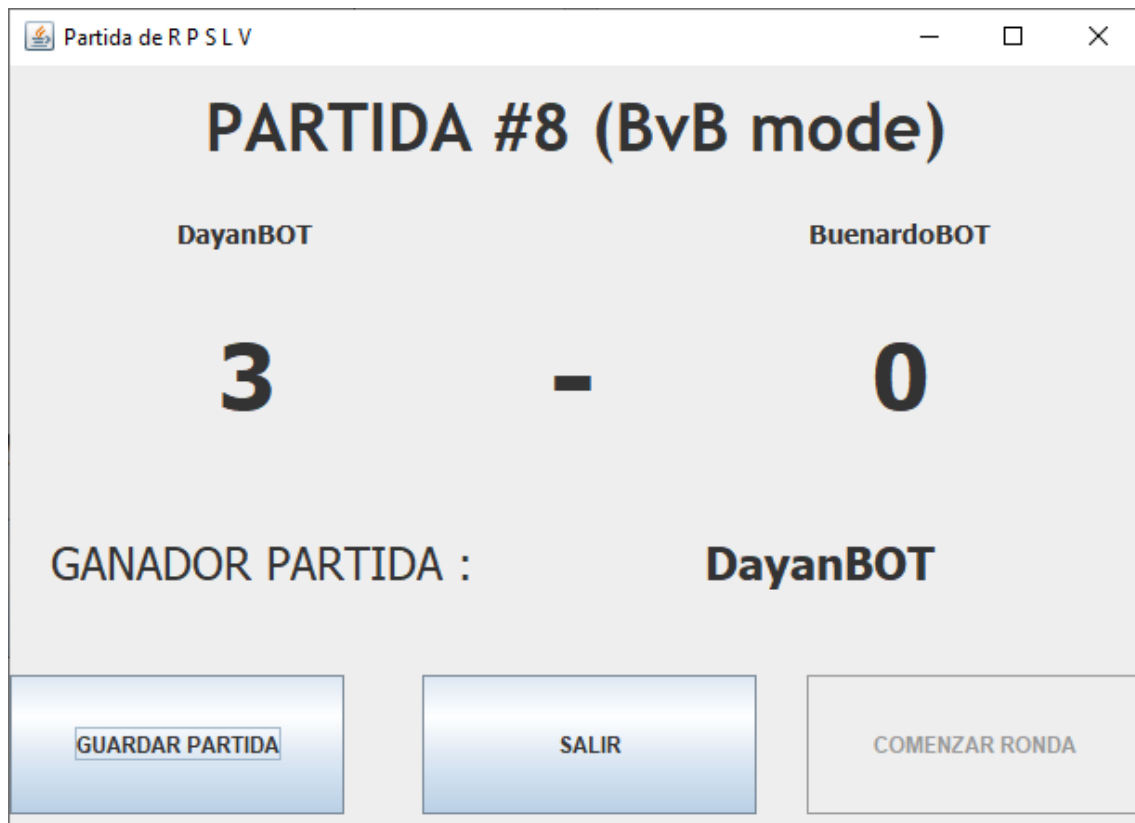 Partida de R P S L V
PARTIDA #8 (BvB mode)
DayanBOT BuenardoBOT
3 - 0
GANADOR PARTIDA : DayanBOT
GUARDAR PARTIDA SALIR COMENZAR RONDA